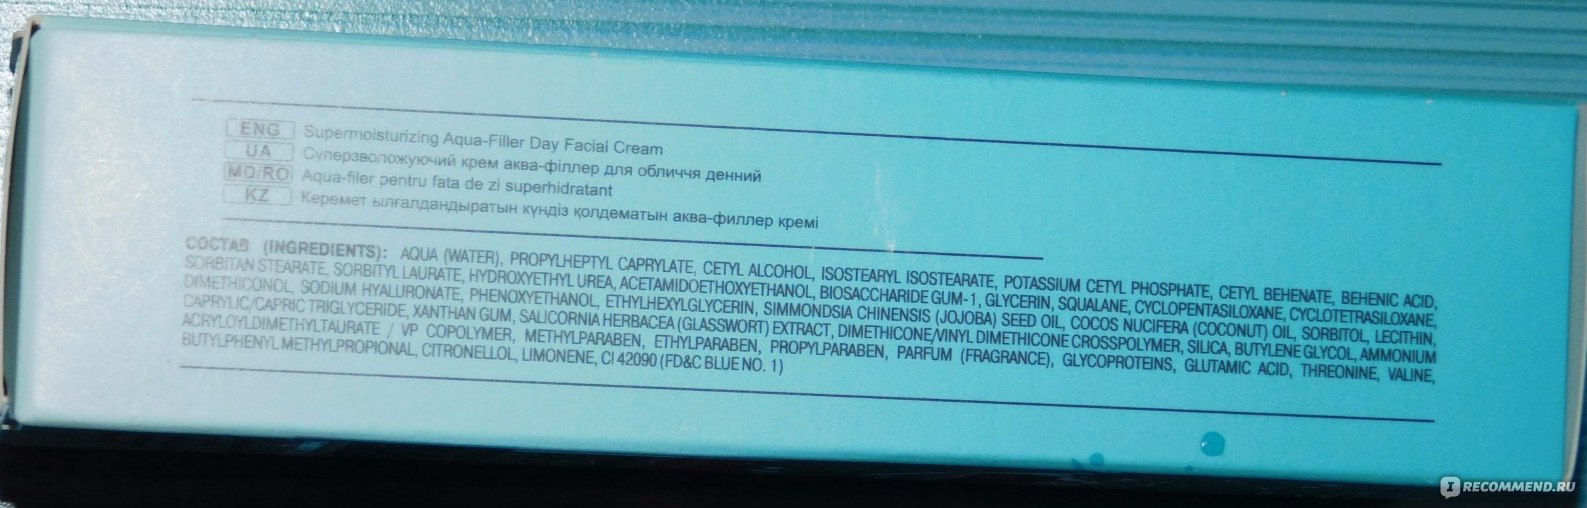 ENG Supermoisturizing Aqua-Filler Day Facial Cream
UA Суперзволожуючий крем аква-філлер для обличчя денний
MD/RO Aqua-filer pentru fata de zi superhidratant
KZ Керемет ылғалдандыратын күндіз қолдематын аква-филлер кремі
СОСТАВ (INGREDIENTS): AQUA (WATER), PROPYLHEPTYL CAPRYLATE, CETYL ALCOHOL, ISOSTEARYL ISOSTEARATE, POTASSIUM CETYL PHOSPHATE, CETYL BEHENATE, BEHENIC ACID,
SORBITAN STEARATE, SORBITYL LAURATE, HYDROXYETHYL UREA, ACETAMIDOETHOXYETHANOL, BIOSACCHARIDE GUM-1, GLYCERIN, SQUALANE, CYCLOPENTASILOXANE, CYCLOTETRASILOXANE,
DIMETHICONOL, SODIUM HYALURONATE, PHENOXYETHANOL, ETHYLHEXYLGLYCERIN, SIMMONDSIA CHINENSIS (JOJOBA) SEED OIL, COCOS NUCIFERA (COCONUT) OIL, SORBITOL, LECITHIN,
CAPRYLIC/CAPRIC TRIGLYCERIDE, XANTHAN GUM, SALICORNIA HERBACEA (GLASSWORT) EXTRACT, DIMETHICONE/VINYL DIMETHICONE CROSSPOLYMER, SILICA, BUTYLENE GLYCOL, AMMONIUM
ACRYLOYLDIMETHYLTAURATE / VP COPOLYMER, METHYLPARABEN, ETHYLPARABEN, PROPYLPARABEN, PARFUM (FRAGRANCE), GLYCOPROTEINS, GLUTAMIC ACID, THREONINE, VALINE,
BUTYLPHENYL METHYLPROPIONAL, CITRONELLOL, LIMONENE, CI 42090 (FD&C BLUE NO. 1)
IRECOMMEND.RU